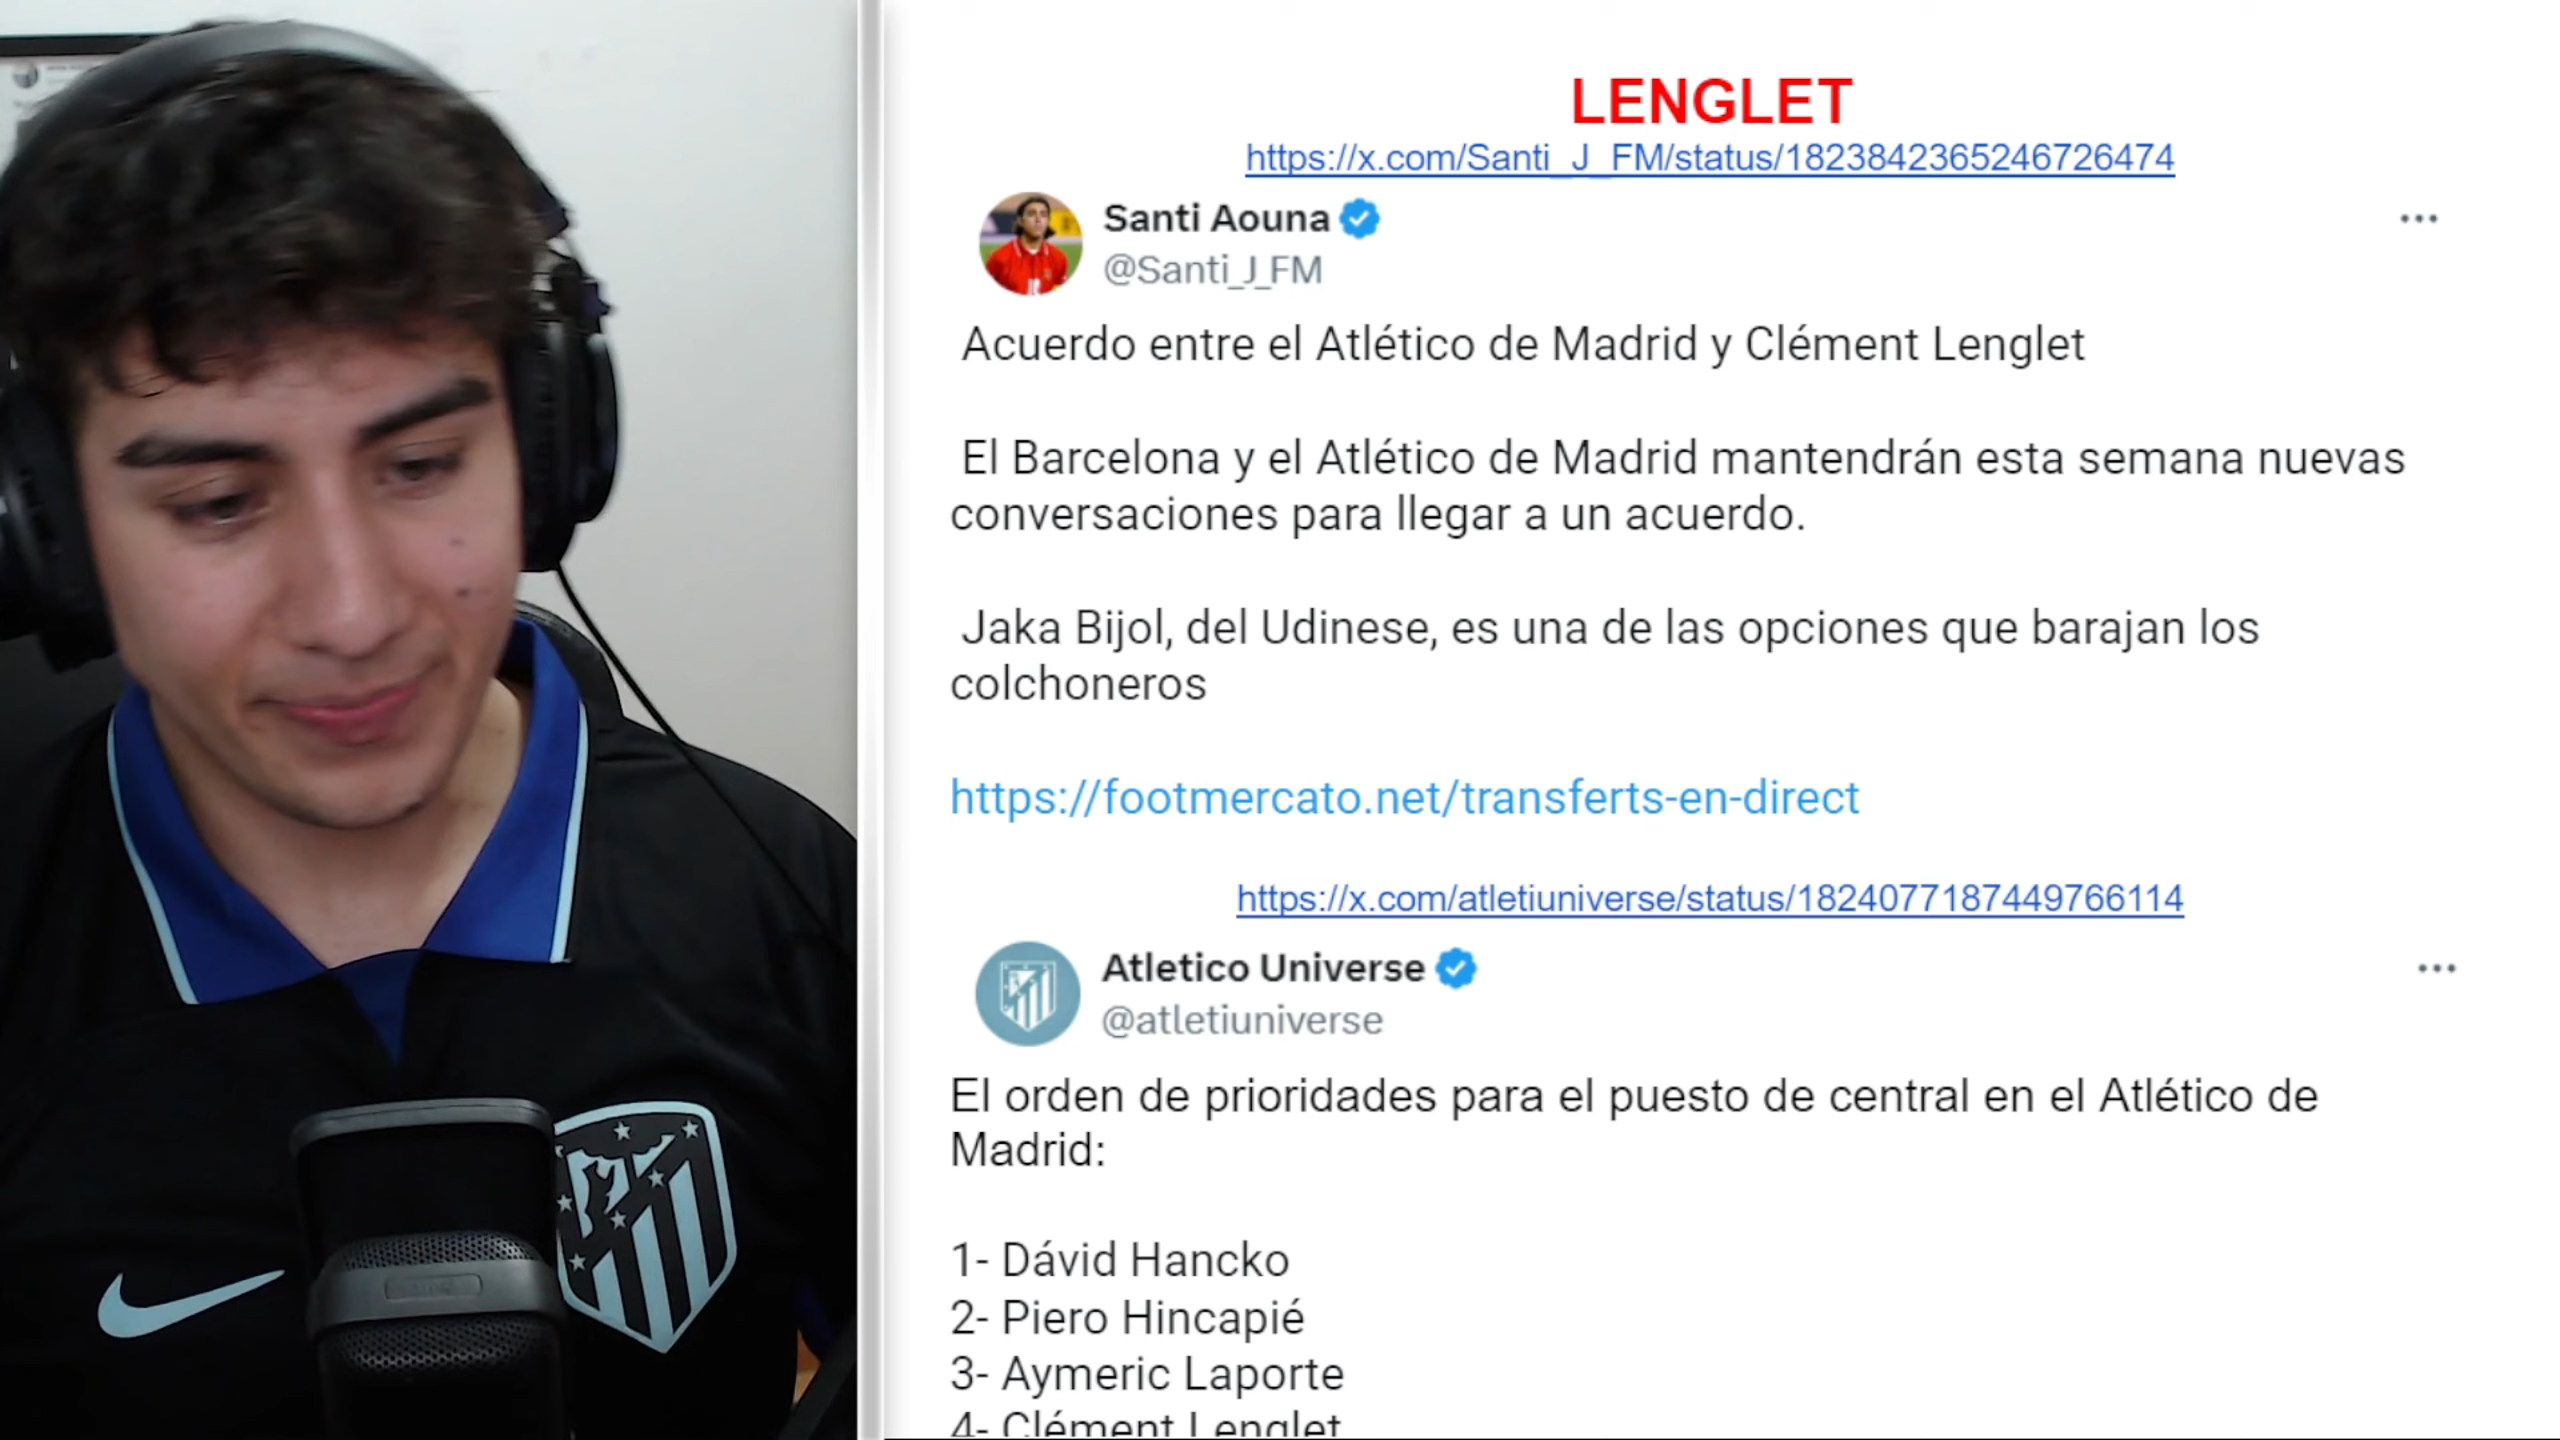 LENGLET
https://x.com/Santi_J_FM/status/1823842365246726474
Santi Aouna
@Santi_J_FM
Acuerdo entre el Atlético de Madrid y Clément Lenglet
El Barcelona y el Atlético de Madrid mantendrán esta semana nuevas
conversaciones para llegar a un acuerdo.
Jaka Bijol, del Udinese, es una de las opciones que barajan los
colchoneros
https://footmercato.net/transferts-en-direct
https://x.com/atletiuniverse/status/1824077187449766114
Atletico Universe
@atletiuniverse
El orden de prioridades para el puesto de central en el Atlético de
Madrid:
1- Dávid Hancko
2- Piero Hincapié
3- Aymeric Laporte
4- Clément Lenglet